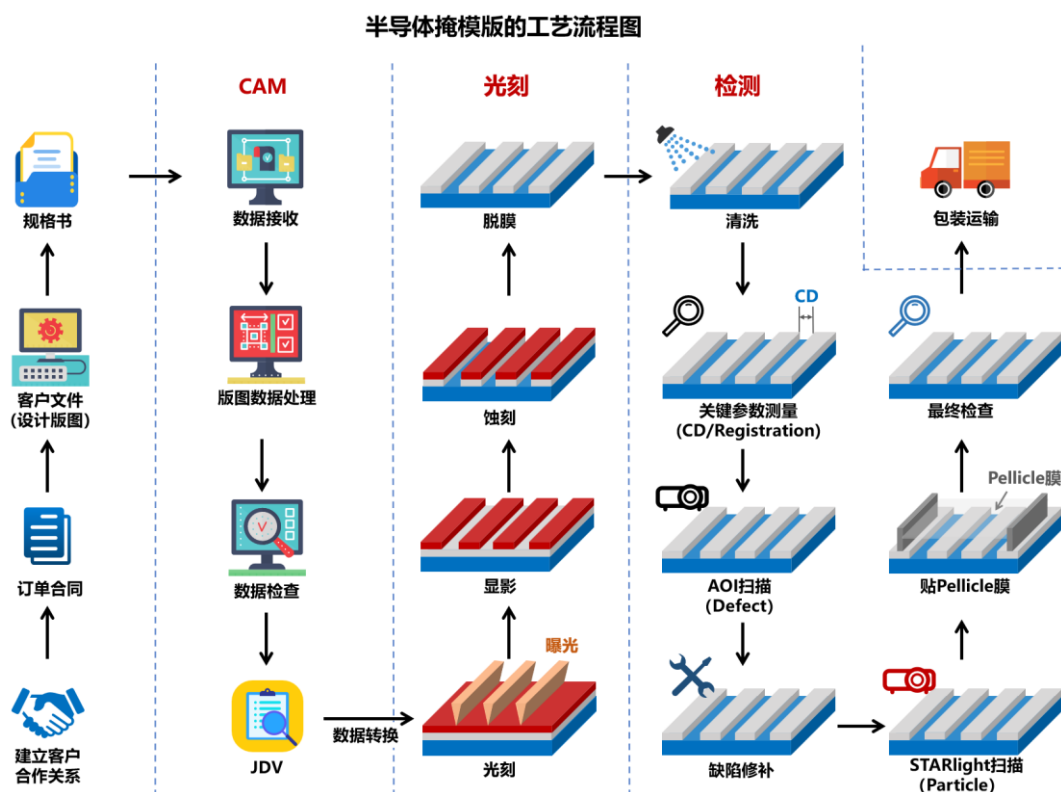 半导体掩模版的工艺流程图
规格书
客户文件
(设计版图)
订单合同
建立客户
合作关系
CAM
数据接收
版图数据处理
数据检查
JDV
数据转换
光刻
脱膜
蚀刻
显影
曝光
光刻
检测
清洗
CD
关键参数测量
(CD/Registration)
AOI扫描
(Defect)
缺陷修补
包装运输
最终检查
Pellicle膜
贴Pellicle膜
STARlight扫描
(Particle)